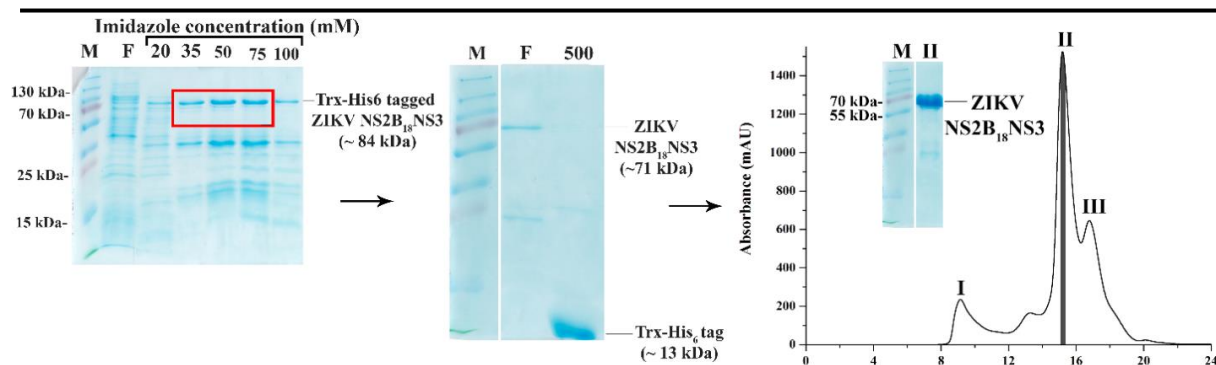 Imidazole concentration (mM)
M F 20 35 50 75 100
130 kDa-
70 kDa-
25 kDa-
15 kDa-
Trx-His6 tagged
ZIKV NS2B18NS3
(~ 84 kDa)
M F 500
ZIKV
NS2B18NS3
(~71 kDa)
Trx-His6 tag
(~ 13 kDa)
M II
70 kDa-
55 kDa-
ZIKV
NS2B18NS3
Absorbance (mAU)
1400
1200
1000
800
600
400
200
0
I
II
III
0 4 8 12 16 20 24